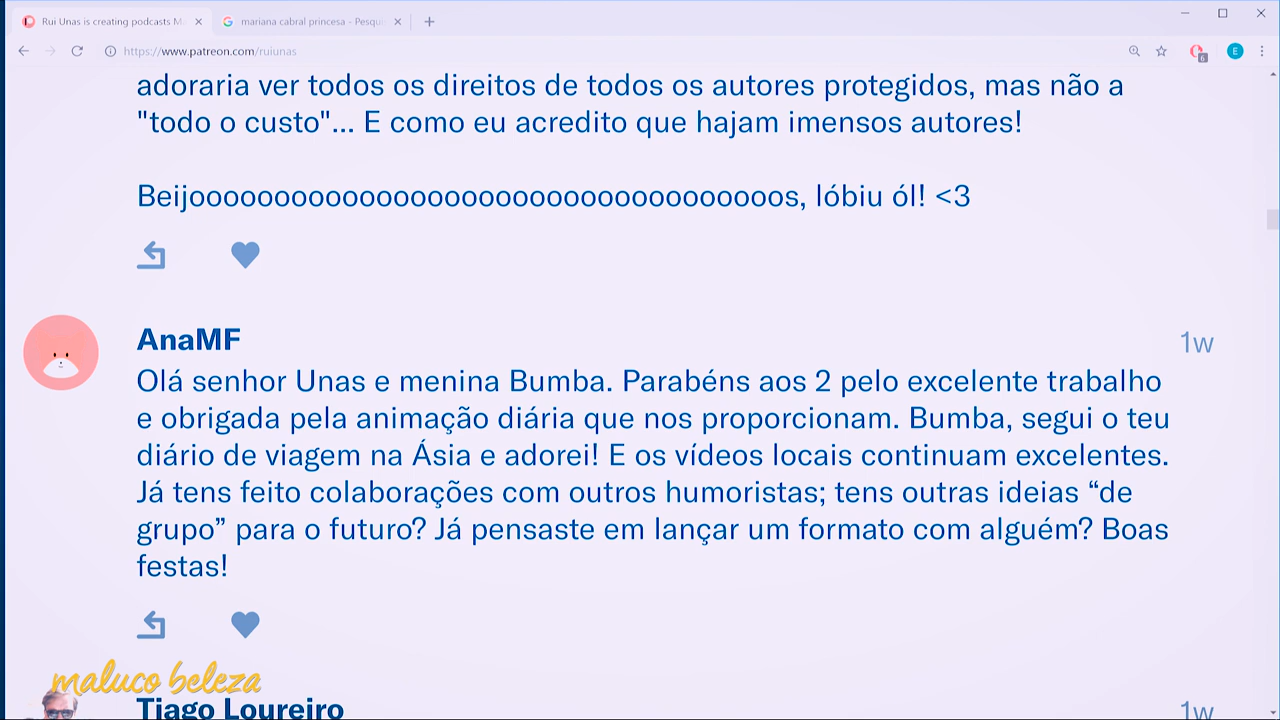 Rui Unas is creating podcasts M
mariana cabral princesa - Pesqui
https://www.patreon.com/ruiunas
6
E
adoraria ver todos os direitos de todos os autores protegidos, mas não a
"todo o custo"... E como eu acredito que hajam imensos autores!
Beijooooooooooooooooooooooooooooooooooos, lóbiu ól! <3
AnaMF
1w
Olá senhor Unas e menina Bumba. Parabéns aos 2 pelo excelente trabalho
e obrigada pela animação diária que nos proporcionam. Bumba, segui o teu
diário de viagem na Ásia e adorei! E os vídeos locais continuam excelentes.
Já tens feito colaborações com outros humoristas; tens outras ideias “de
grupo” para o futuro? Já pensaste em lançar um formato com alguém? Boas
festas!
maluco beleza
Tiago Loureiro
1w